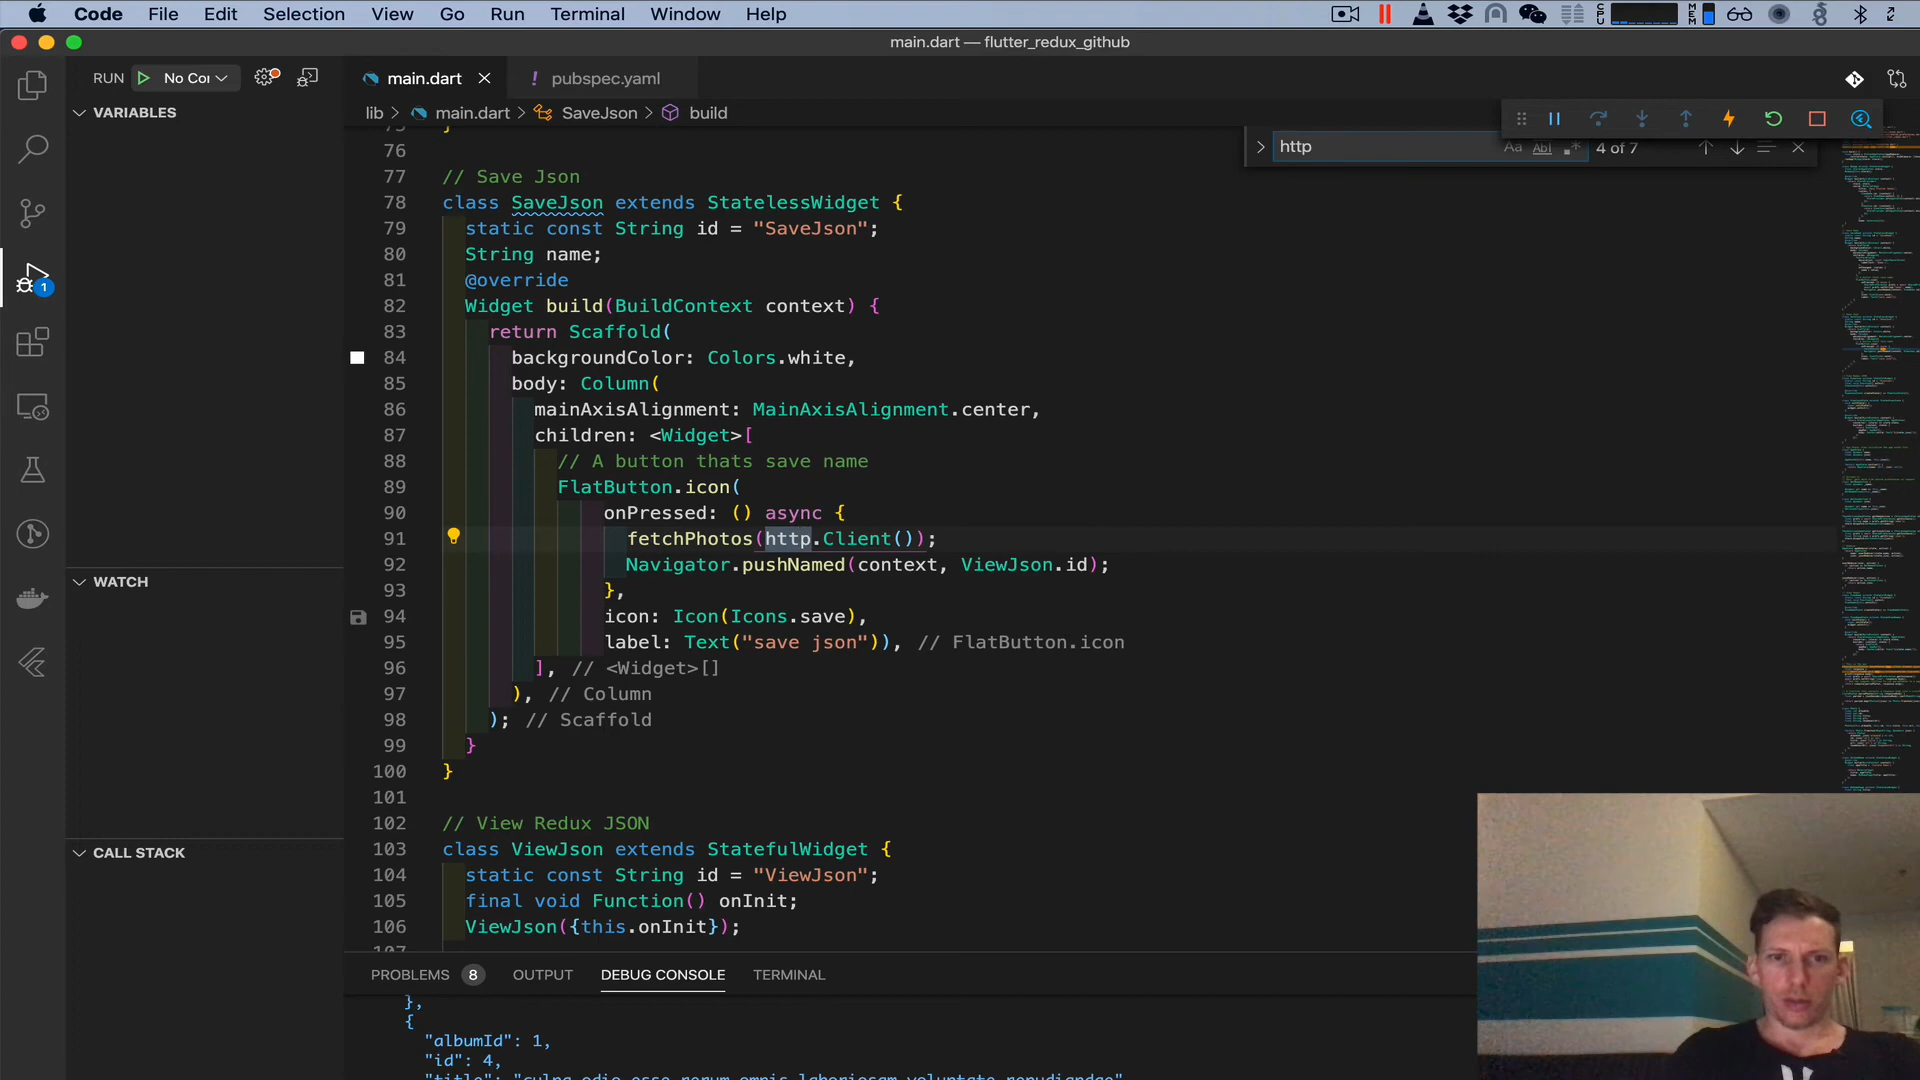 Code File Edit Selection View Go Run Terminal Window Help CPU MEM
main.dart — flutter_redux_github
RUN No Cor
main.dart ! pubspec.yaml
lib > main.dart > SaveJson > build
http Aa Abl .* 4 of 7
VARIABLES
76
77 // Save Json
78 class SaveJson extends StatelessWidget {
79 static const String id = "SaveJson";
80 String name;
81 @override
82 Widget build(BuildContext context) {
83 return Scaffold(
84 backgroundColor: Colors.white,
85 body: Column(
86 mainAxisAlignment: MainAxisAlignment.center,
87 children: <Widget>[
88 // A button thats save name
89 FlatButton.icon(
90 onPressed: () async {
91 fetchPhotos(http.Client());
92 Navigator.pushNamed(context, ViewJson.id);
93 },
94 icon: Icon(Icons.save),
95 label: Text("save json")), // FlatButton.icon
96 ], // <Widget>[]
97 ), // Column
98 ); // Scaffold
99 }
100 }
101
102 // View Redux JSON
103 class ViewJson extends StatefulWidget {
104 static const String id = "ViewJson";
105 final void Function() onInit;
106 ViewJson({this.onInit});
1
WATCH
CALL STACK
PROBLEMS 8 OUTPUT DEBUG CONSOLE TERMINAL
},
{
"albumId": 1,
"id": 4,